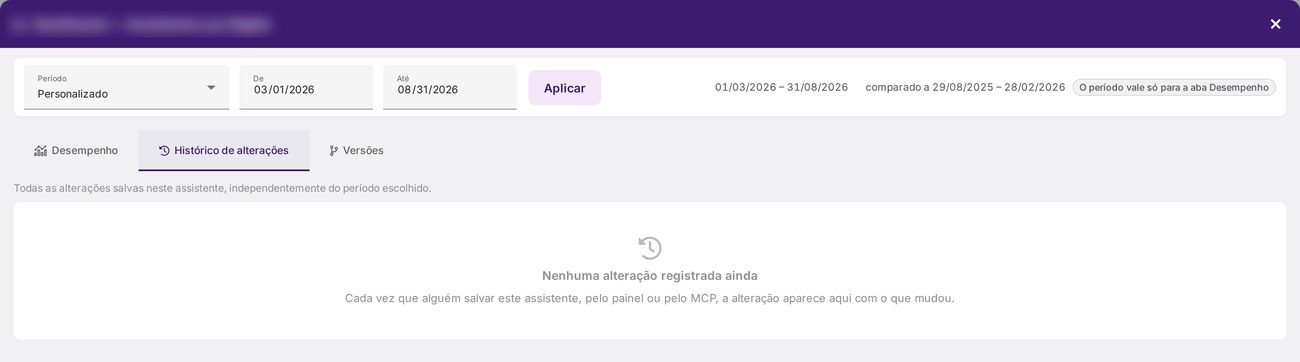 Período
Personalizado
De
03/01/2026
Até
08/31/2026
Aplicar
01/03/2026 – 31/08/2026
comparado a 29/08/2025 – 28/02/2026
O período vale só para a aba Desempenho
Desempenho
Histórico de alterações
Versões
Todas as alterações salvas neste assistente, independentemente do período escolhido.
Nenhuma alteração registrada ainda
Cada vez que alguém salvar este assistente, pelo painel ou pelo MCP, a alteração aparece aqui com o que mudou.